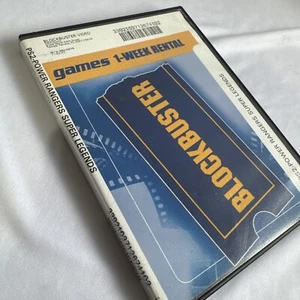 BLOCKBUSTER VIDEO
games 1-WEEK RENTAL
BLOCKBUSTER
PS2-POWER RANGERS SUPER LEGENDS
PS2-POWER RANGERS SUPER LEGENDS